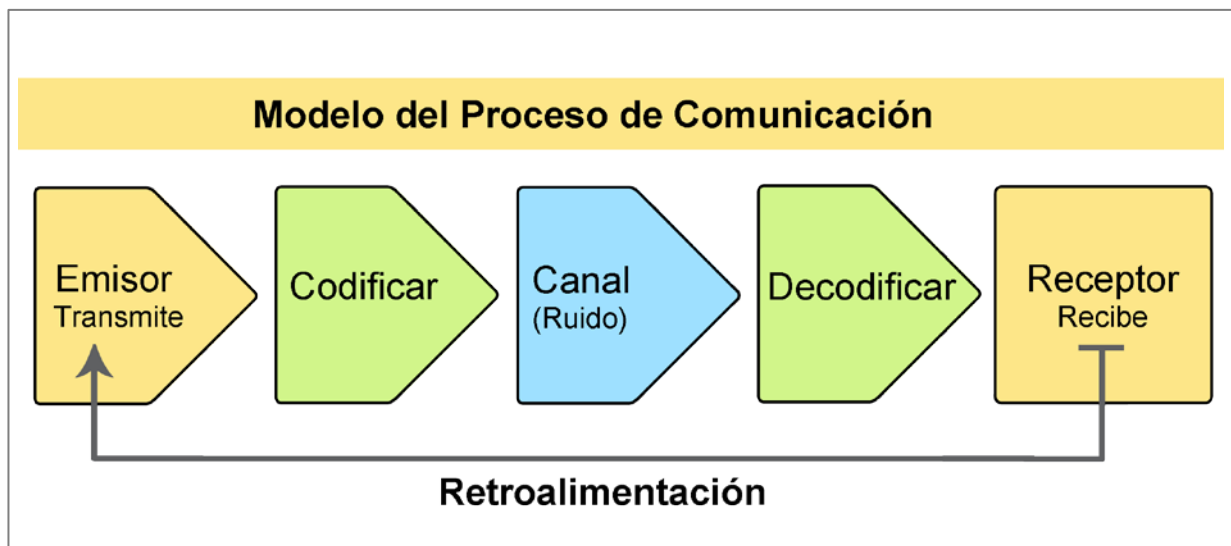 Modelo del Proceso de Comunicación
Emisor
Transmite
Codificar
Canal
(Ruido)
Decodificar
Receptor
Recibe
Retroalimentación